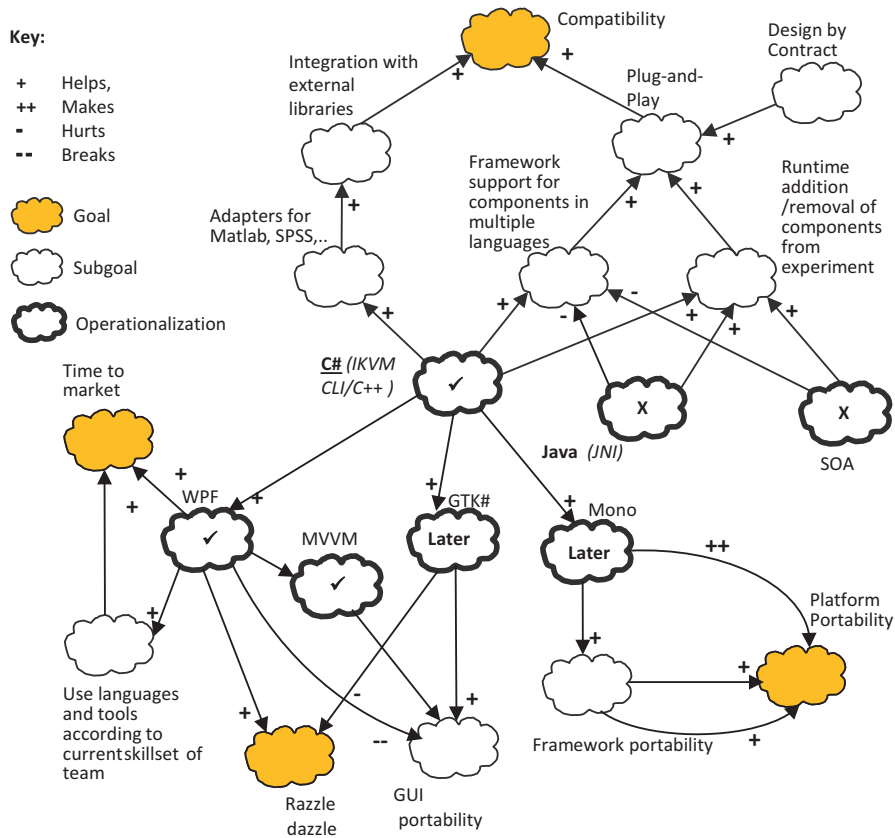 Key:
+ Helps,
++ Makes
- Hurts
-- Breaks
Goal
Subgoal
Operationalization
Compatibility
+
+
Integration with
external
libraries
Plug-and-
Play
Design by
Contract
+
Framework
support for
components in
multiple
languages
Runtime
addition
/removal of
components
from
experiment
+
+
+
Adapters for
Matlab, SPSS,..
+
+
-
-
+
+
+
C# (IKVM
CLI/C++ )
✓
X
X
Java (JNI)
SOA
Time to
market
+
+
WPF
+
✓
MVVM
✓
+
GTK#
Later
+
Mono
Later
++
Platform
Portability
+
Use languages
and tools
according to
currentskillset of
team
+
-
--
+
Razzle
dazzle
GUI
portability
+
+
+
Framework portability